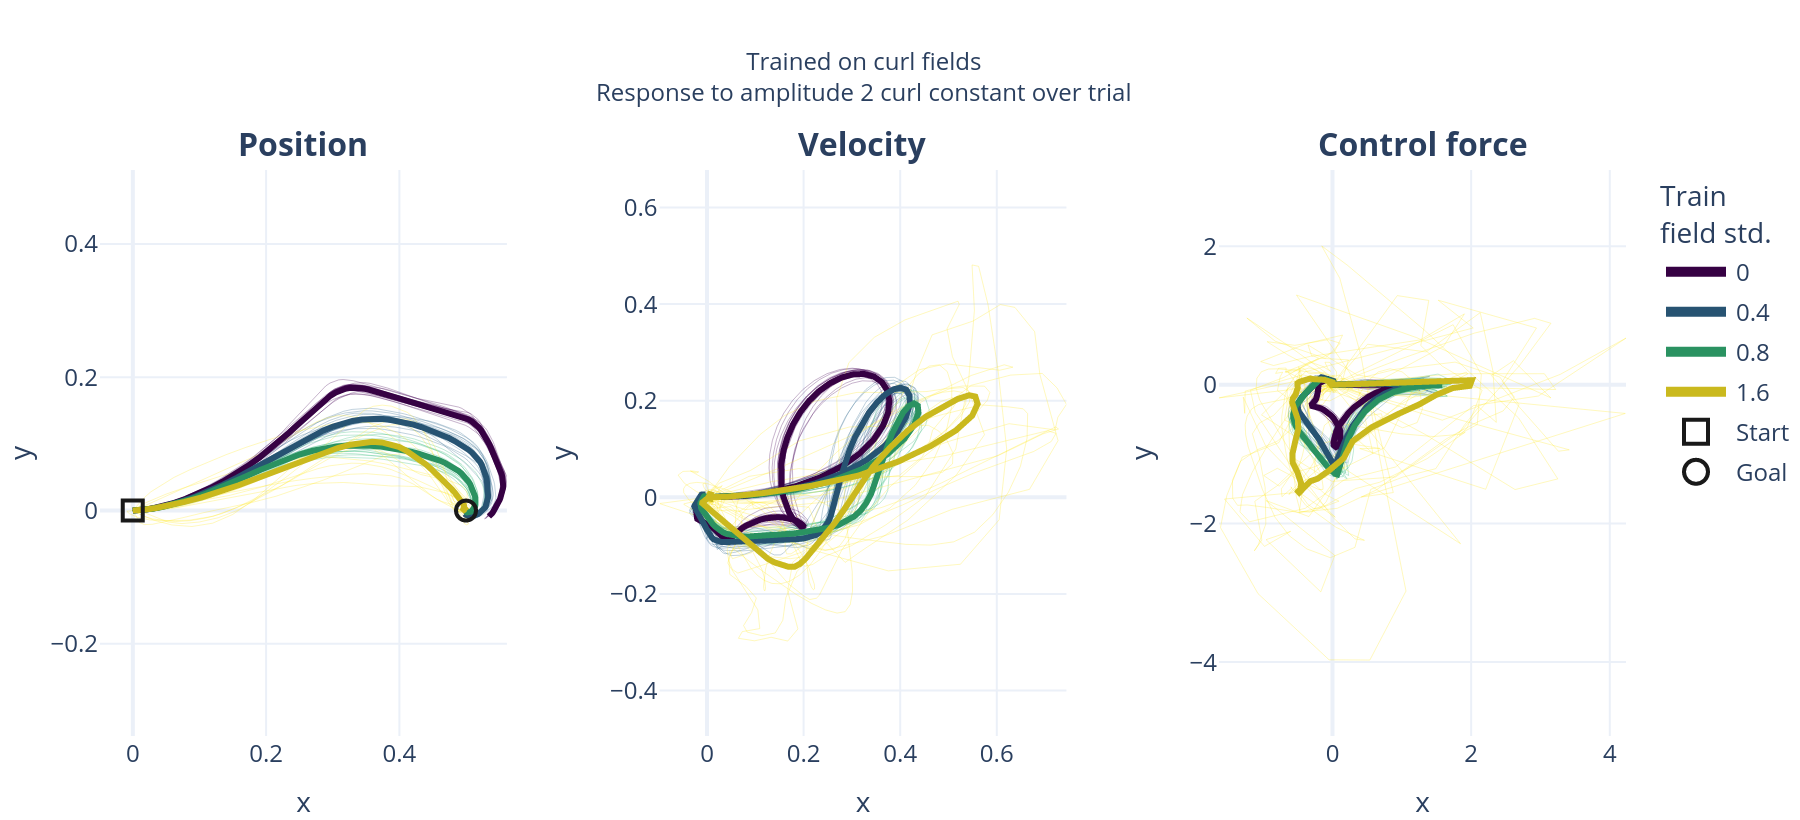 Trained on curl fields
Response to amplitude 2 curl constant over trial
Position
Velocity
Control force
y
0.4
0.2
0
−0.2
0
0.2
0.4
x
y
0.6
0.4
0.2
0
−0.2
−0.4
0
0.2
0.4
0.6
x
y
2
0
−2
−4
0
2
4
x
Train
field std.
0
0.4
0.8
1.6
Start
Goal